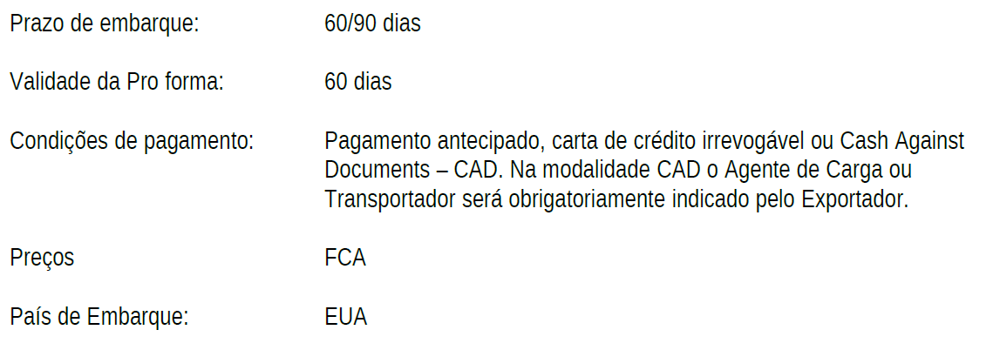 Prazo de embarque: 60/90 dias
Validade da Pro forma: 60 dias
Condições de pagamento: Pagamento antecipado, carta de crédito irrevogável ou Cash Against
Documents – CAD. Na modalidade CAD o Agente de Carga ou
Transportador será obrigatoriamente indicado pelo Exportador.
Preços FCA
País de Embarque: EUA